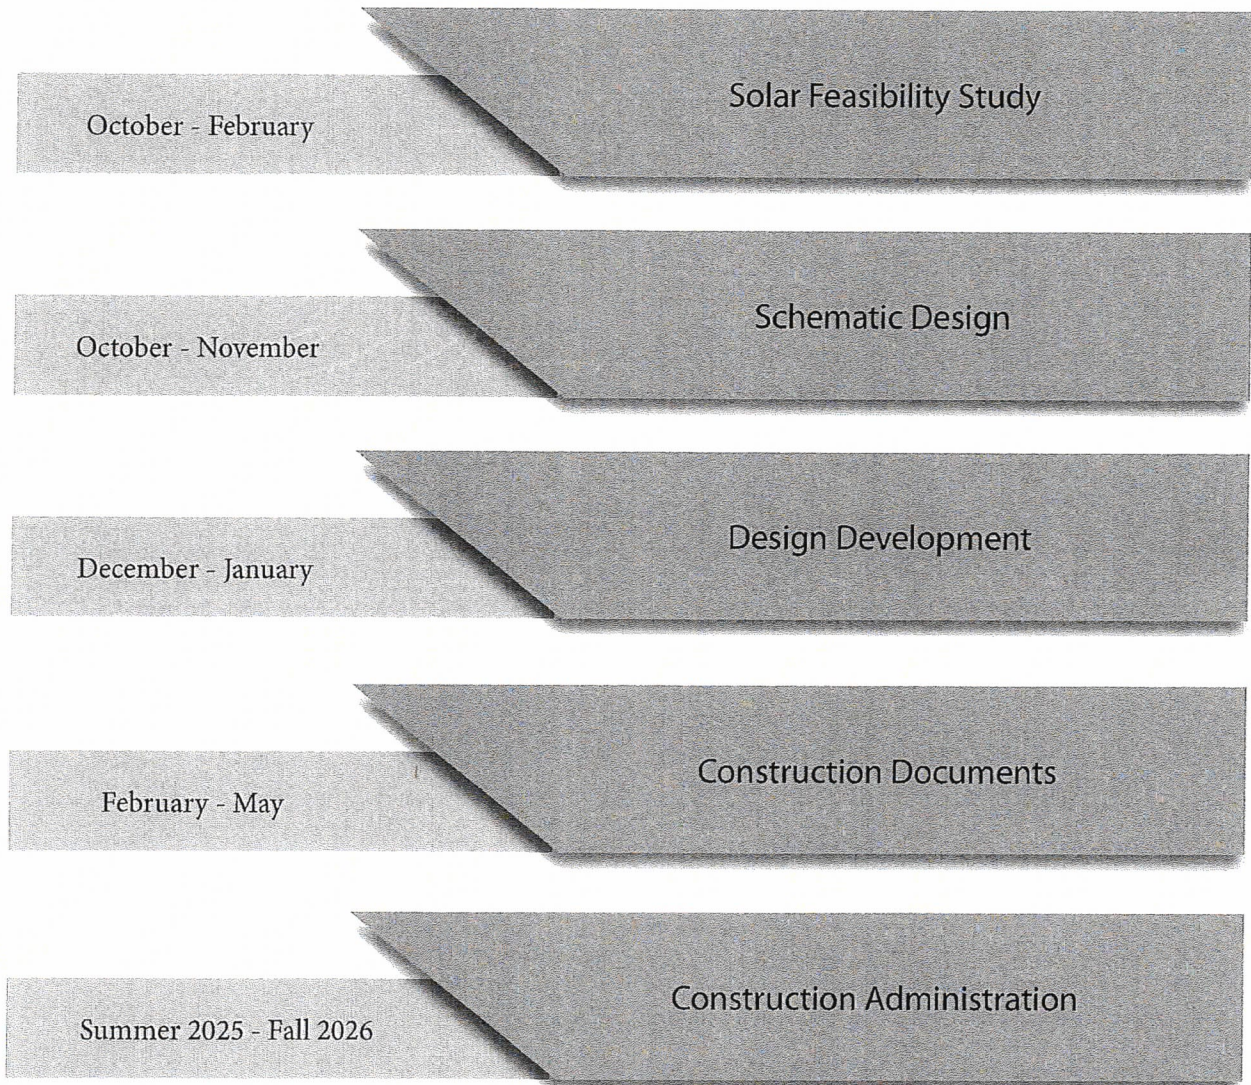 Solar Feasibility Study
October - February
Schematic Design
October - November
Design Development
December - January
Construction Documents
February - May
Construction Administration
Summer 2025 - Fall 2026